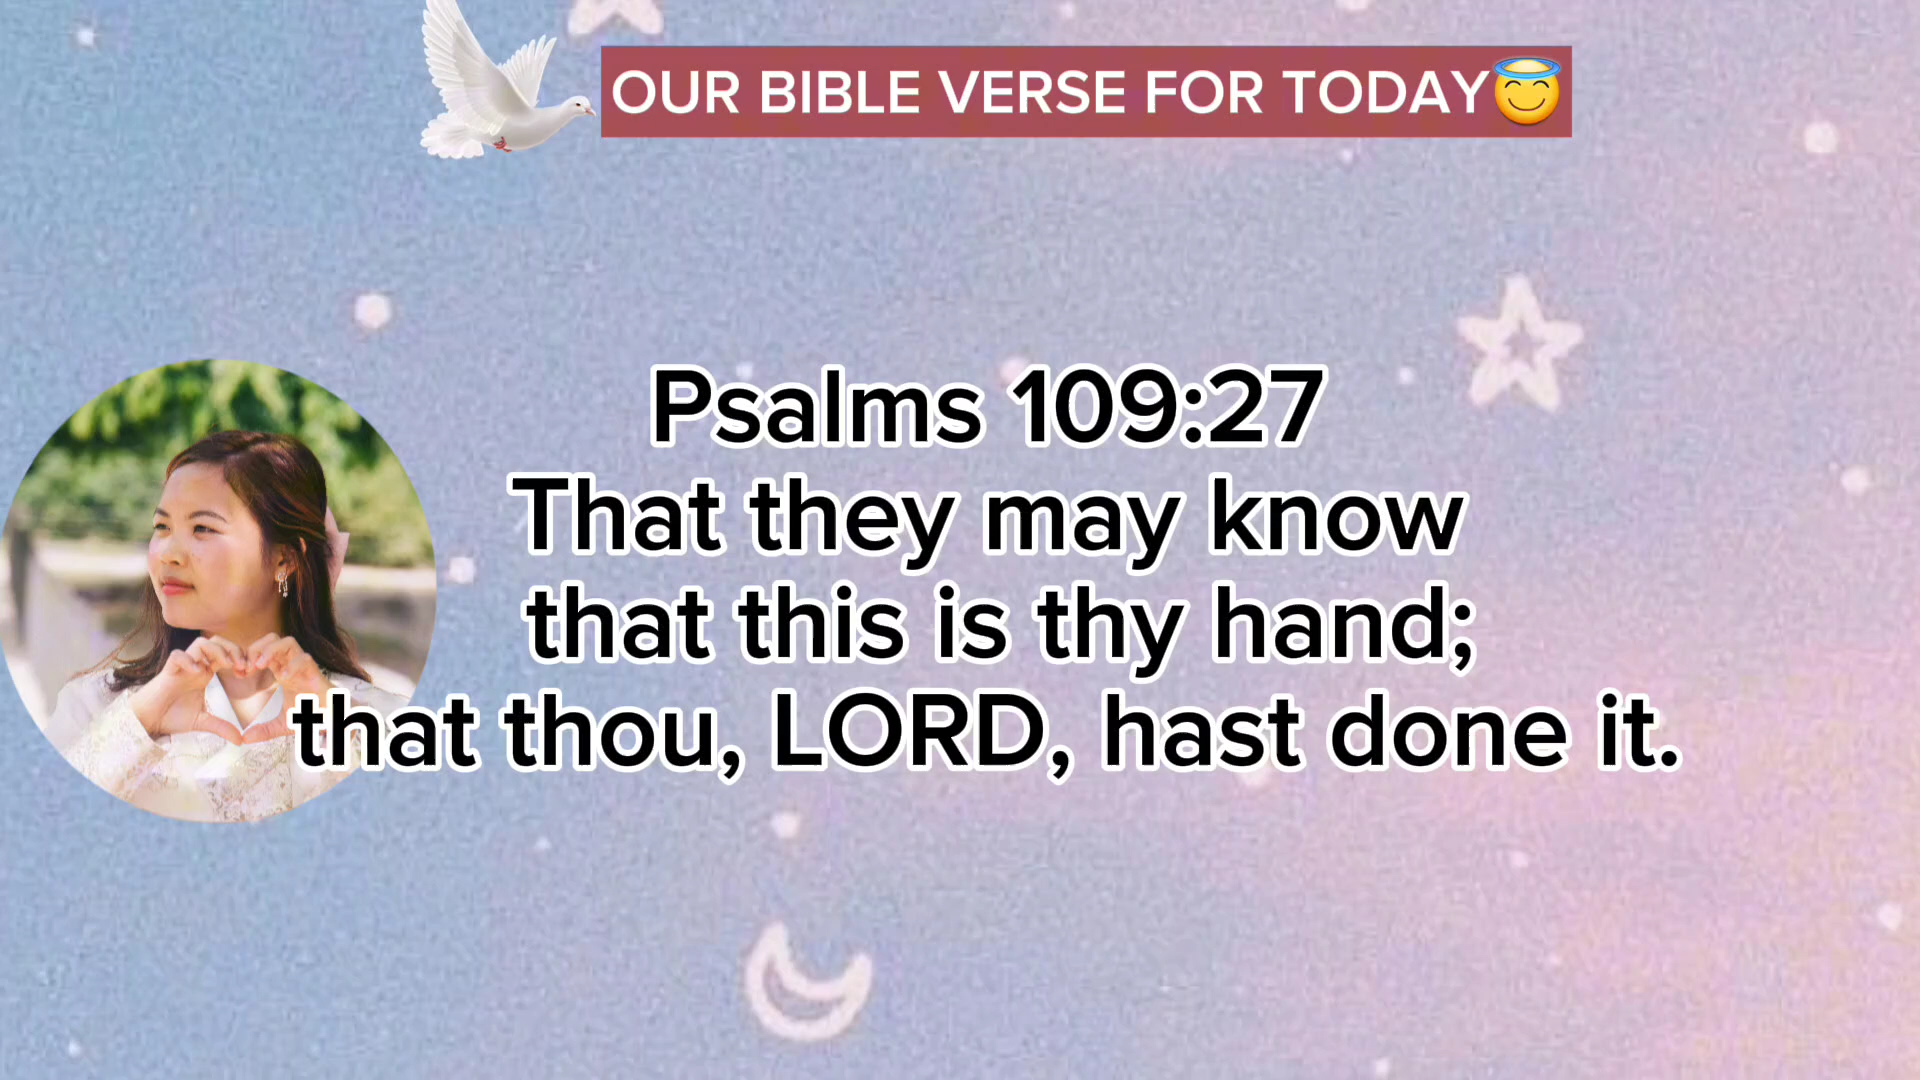 OUR BIBLE VERSE FOR TODAY😇
Psalms 109:27
That they may know
that this is thy hand;
that thou, LORD, hast done it.